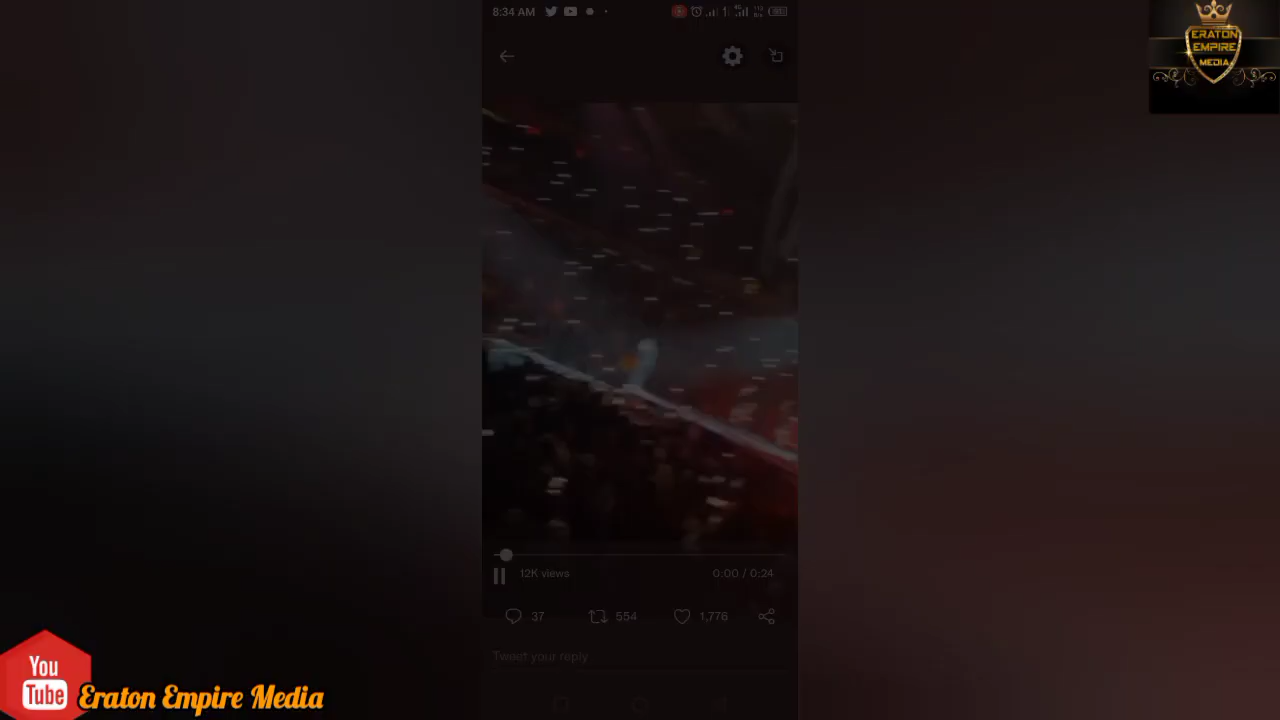 8:34 AM
ERATON
EMPIRE
MEDIA
12K views
0:00 / 0:24
37
554
1,776
Tweet your reply
You
Tube
Eraton Empire Media